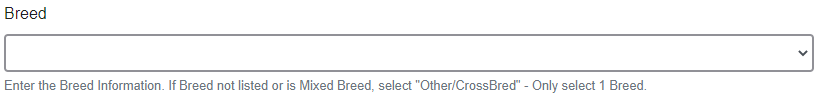 Breed
Enter the Breed Information. If Breed not listed or is Mixed Breed, select "Other/CrossBred" - Only select 1 Breed.